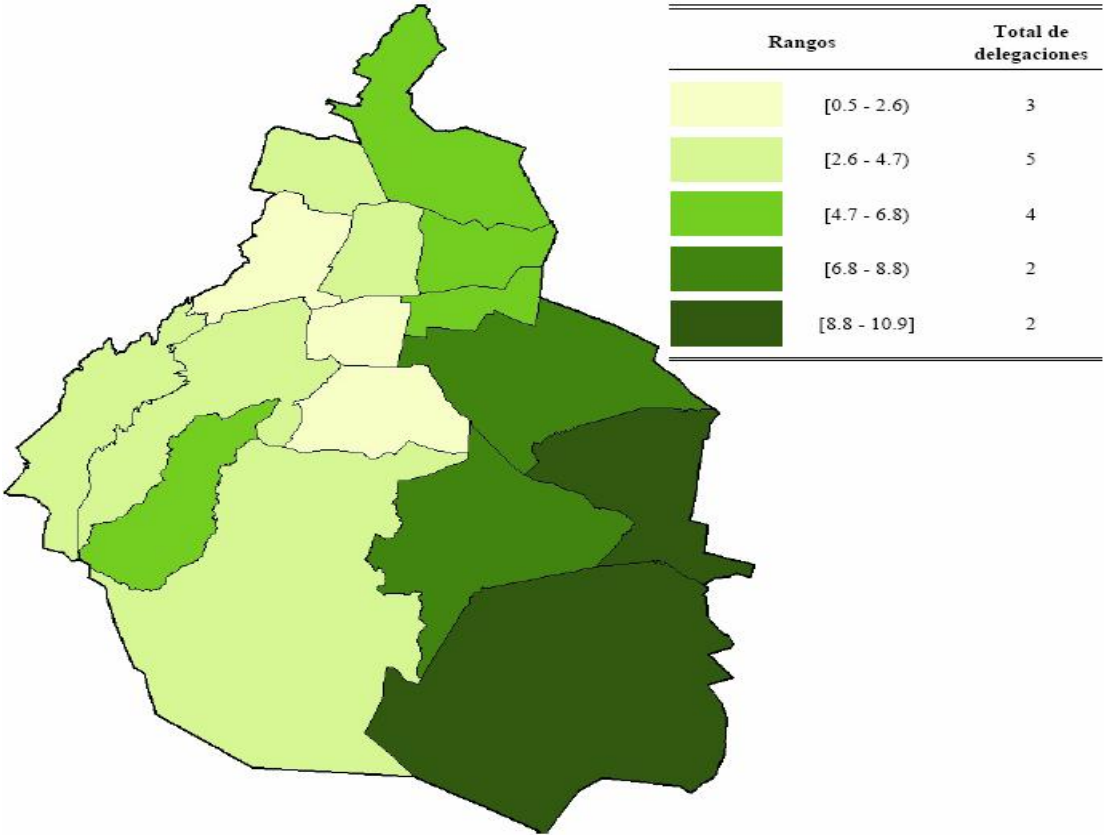 Rangos Total de
delegaciones
[0.5 - 2.6) 3
[2.6 - 4.7) 5
[4.7 - 6.8) 4
[6.8 - 8.8) 2
[8.8 - 10.9] 2